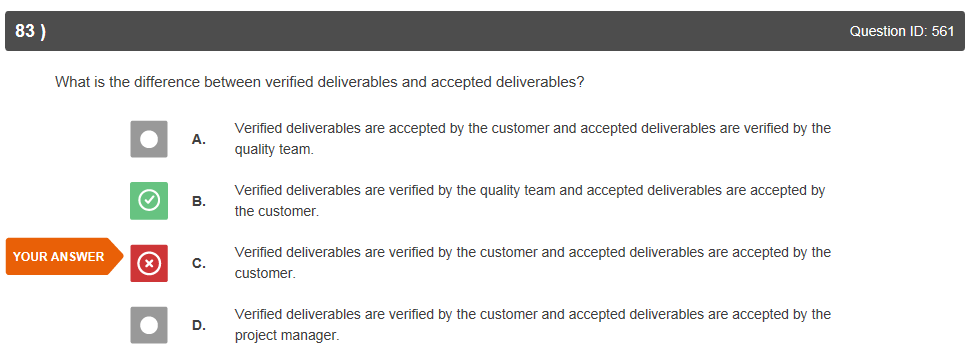 83 )
Question ID: 561
What is the difference between verified deliverables and accepted deliverables?
A.
Verified deliverables are accepted by the customer and accepted deliverables are verified by the
quality team.
B.
Verified deliverables are verified by the quality team and accepted deliverables are accepted by
the customer.
YOUR ANSWER
C.
Verified deliverables are verified by the customer and accepted deliverables are accepted by the
customer.
D.
Verified deliverables are verified by the customer and accepted deliverables are accepted by the
project manager.